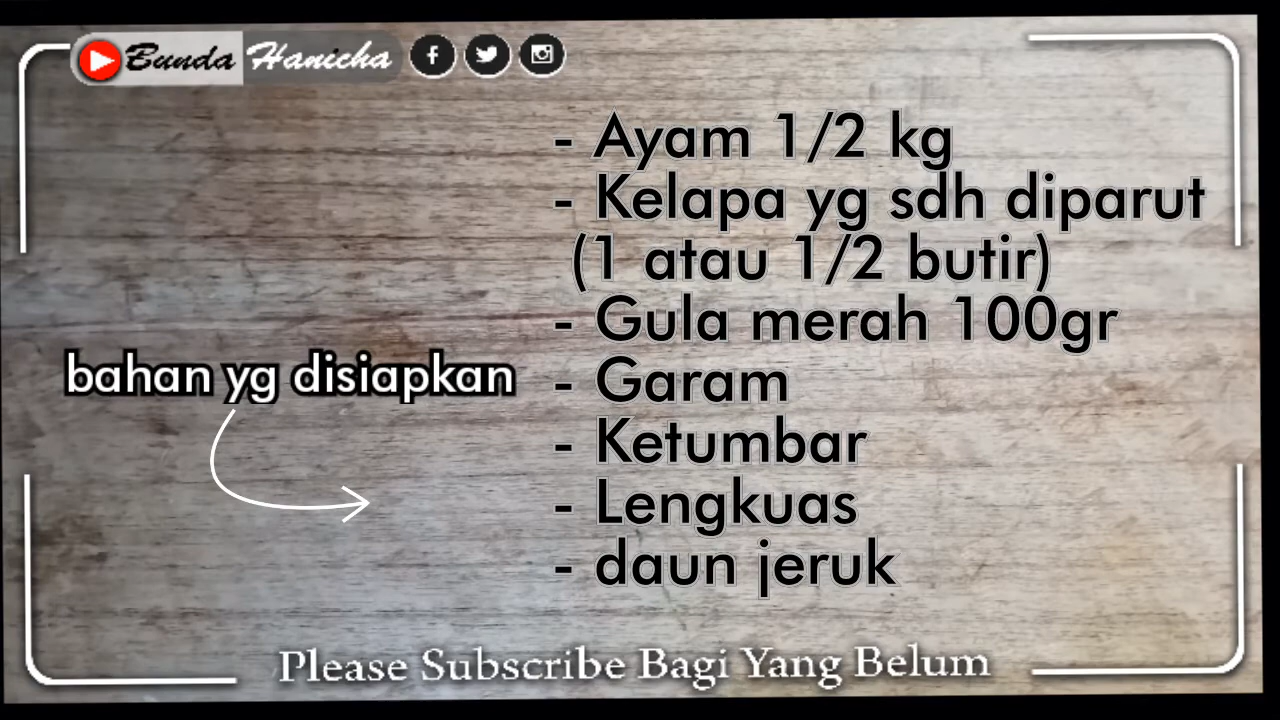 Bunda Hanicha
- Ayam 1/2 kg
- Kelapa yg sdh diparut
(1 atau 1/2 butir)
- Gula merah 100gr
bahan yg disiapkan
- Garam
- Ketumbar
- Lengkuas
- daun jeruk
Please Subscribe Bagi Yang Belum